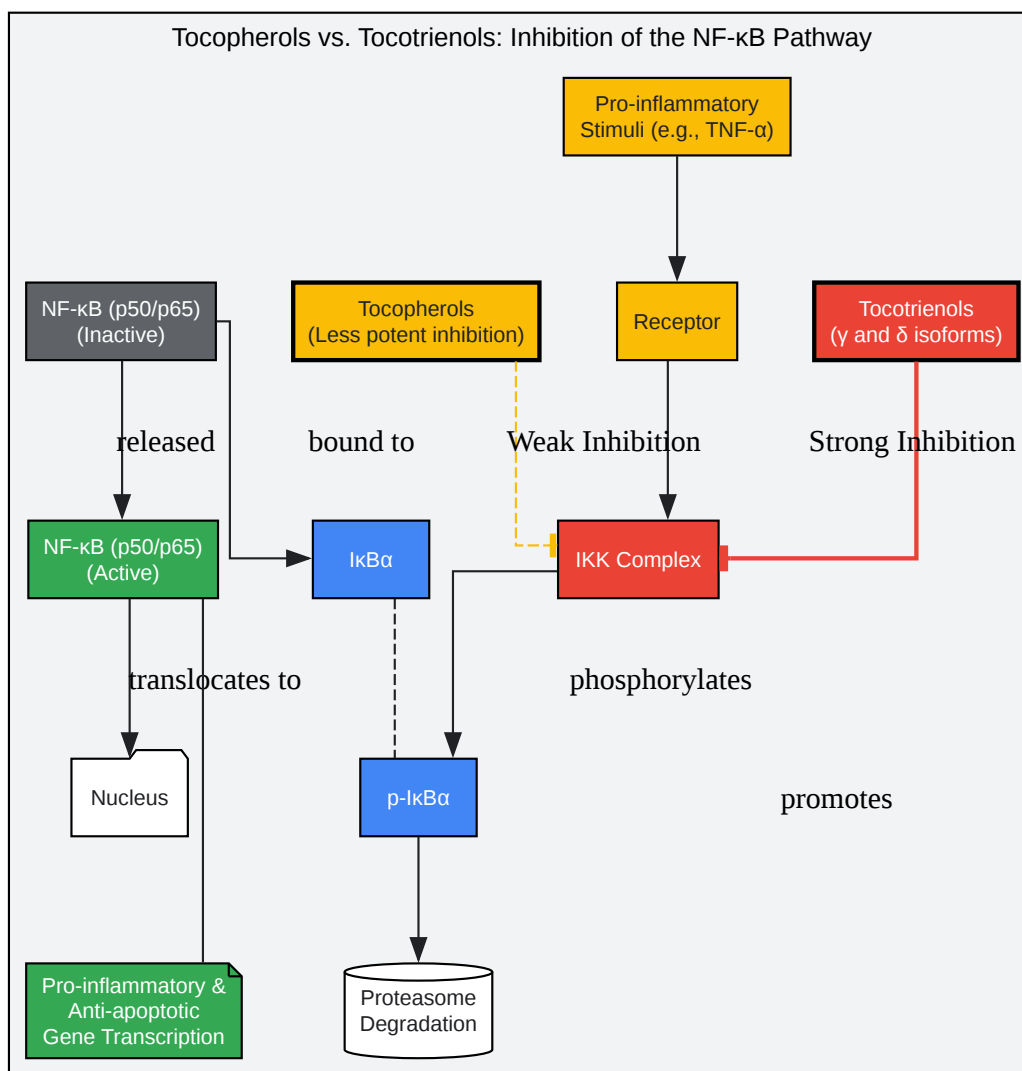 Tocopherols vs. Tocotrienols: Inhibition of the NF-κB Pathway
Pro-inflammatory
Stimuli (e.g., TNF-α)
NF-κB (p50/p65)
(Inactive)
Tocopherols
(Less potent inhibition)
Receptor
Tocotrienols
(γ and δ isoforms)
released
bound to
Weak Inhibition
Strong Inhibition
NF-κB (p50/p65)
(Active)
IκBα
IKK Complex
translocates to
phosphorylates
Nucleus
p-IκBα
promotes
Pro-inflammatory &
Anti-apoptotic
Gene Transcription
Proteasome
Degradation